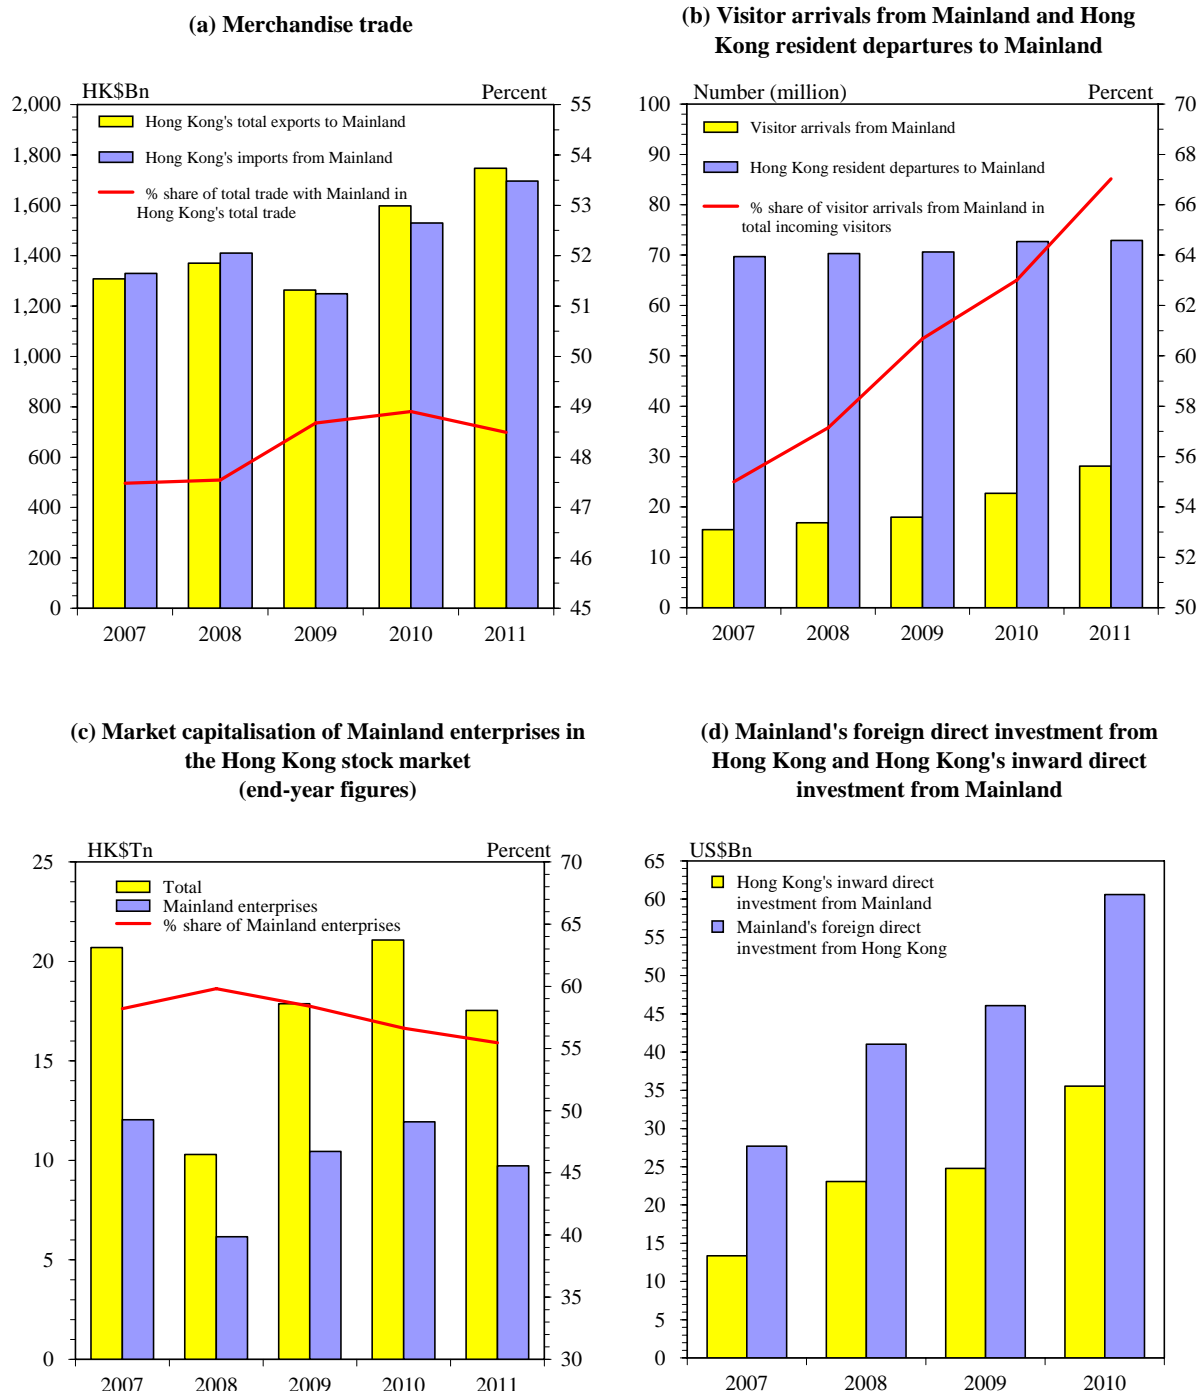 (a) Merchandise trade
HK$Bn
Percent
2,000
1,800
1,600
1,400
1,200
1,000
800
600
400
200
0
55
54
53
52
51
50
49
48
47
46
45
Hong Kong's total exports to Mainland
Hong Kong's imports from Mainland
% share of total trade with Mainland in
Hong Kong's total trade
2007
2008
2009
2010
2011
(b) Visitor arrivals from Mainland and Hong
Kong resident departures to Mainland
Number (million)
Percent
100
90
80
70
60
50
40
30
20
10
0
70
68
66
64
62
60
58
56
54
52
50
Visitor arrivals from Mainland
Hong Kong resident departures to Mainland
% share of visitor arrivals from Mainland in
total incoming visitors
2007
2008
2009
2010
2011
(c) Market capitalisation of Mainland enterprises in
the Hong Kong stock market
(end-year figures)
HK$Tn
Percent
25
20
15
10
5
0
70
65
60
55
50
45
40
35
30
Total
Mainland enterprises
% share of Mainland enterprises
2007
2008
2009
2010
2011
(d) Mainland's foreign direct investment from
Hong Kong and Hong Kong's inward direct
investment from Mainland
US$Bn
65
60
55
50
45
40
35
30
25
20
15
10
5
0
Hong Kong's inward direct
investment from Mainland
Mainland's foreign direct
investment from Hong Kong
2007
2008
2009
2010